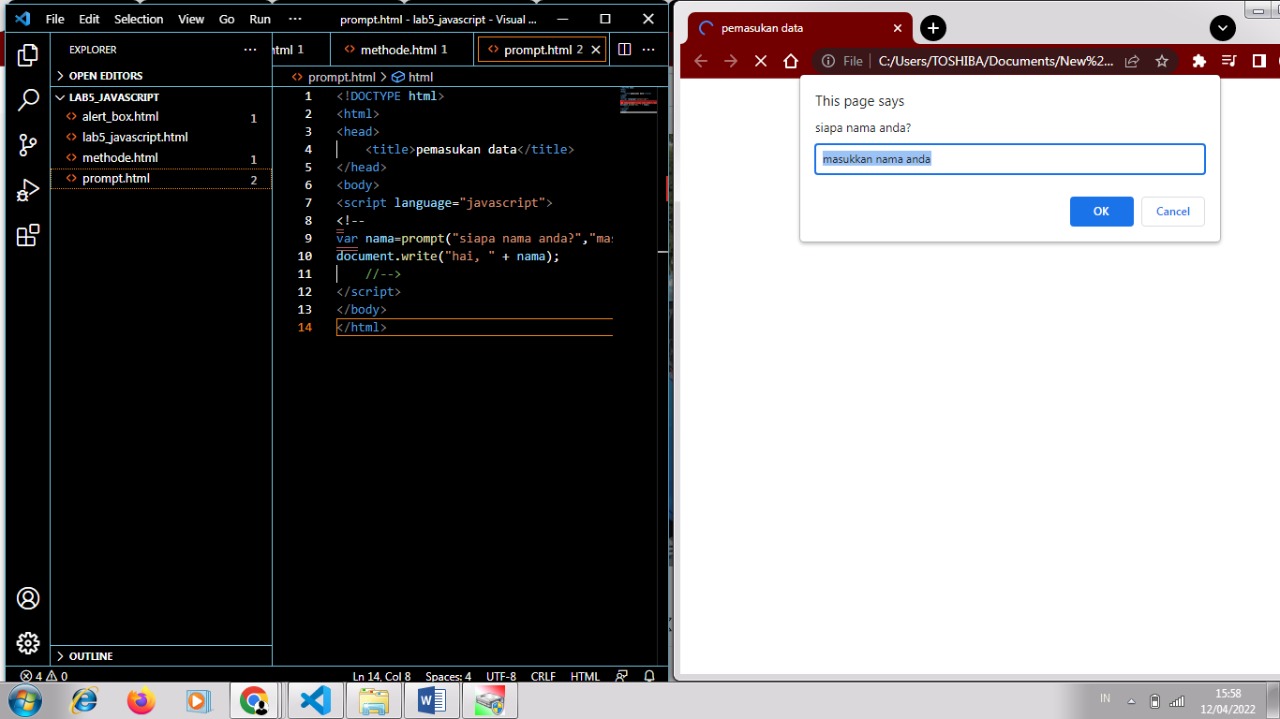 File Edit Selection View Go Run ··· prompt.html - lab5_javascript - Visual ...
EXPLORER ···
OPEN EDITORS
LAB5_JAVASCRIPT
alert_box.html 1
lab5_javascript.html
methode.html 1
prompt.html 2
OUTLINE
html 1 methode.html 1 prompt.html 2 ···
prompt.html > html
1 <!DOCTYPE html>
2 <html>
3 <head>
4 <title>pemasukan data</title>
5 </head>
6 <body>
7 <script language="javascript">
8 <!--
9 var nama=prompt("siapa nama anda?","mas
10 document.write("hai, " + nama);
11 //-->
12 </script>
13 </body>
14 </html>
4 0 Ln 14, Col 8 Spaces: 4 UTF-8 CRLF HTML
pemasukan data
File | C:/Users/TOSHIBA/Documents/New%2...
This page says
siapa nama anda?
masukkan nama anda
OK Cancel
IN 15:58
12/04/2022